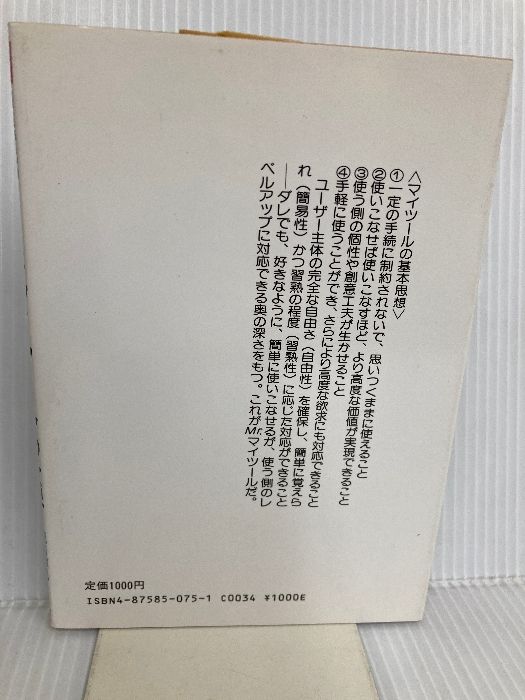 ＜マイツールの基本思想＞
①一定の手続に制約されないで、思いつくままに使えること
②使いこなせば使いこなすほど、より高度な価値が実現できること
③使う側の個性や創意工夫が生かせること
④手軽に使うことができ、さらにより高度な欲求にも対応できること
ユーザー主体の完全な自由さ（自由性）を確保し、簡単に覚えら
れ（簡易性）かつ習熟の程度（習熟性）に応じた対応ができること
──ダレでも、好きなように、簡単に使いこなせるが、使う側のレ
ベルアップに対応できる奥の深さをもつ。これがMr.マイツールだ。
定価1000円
ISBN4-87585-075-1 C0034 ¥1000E